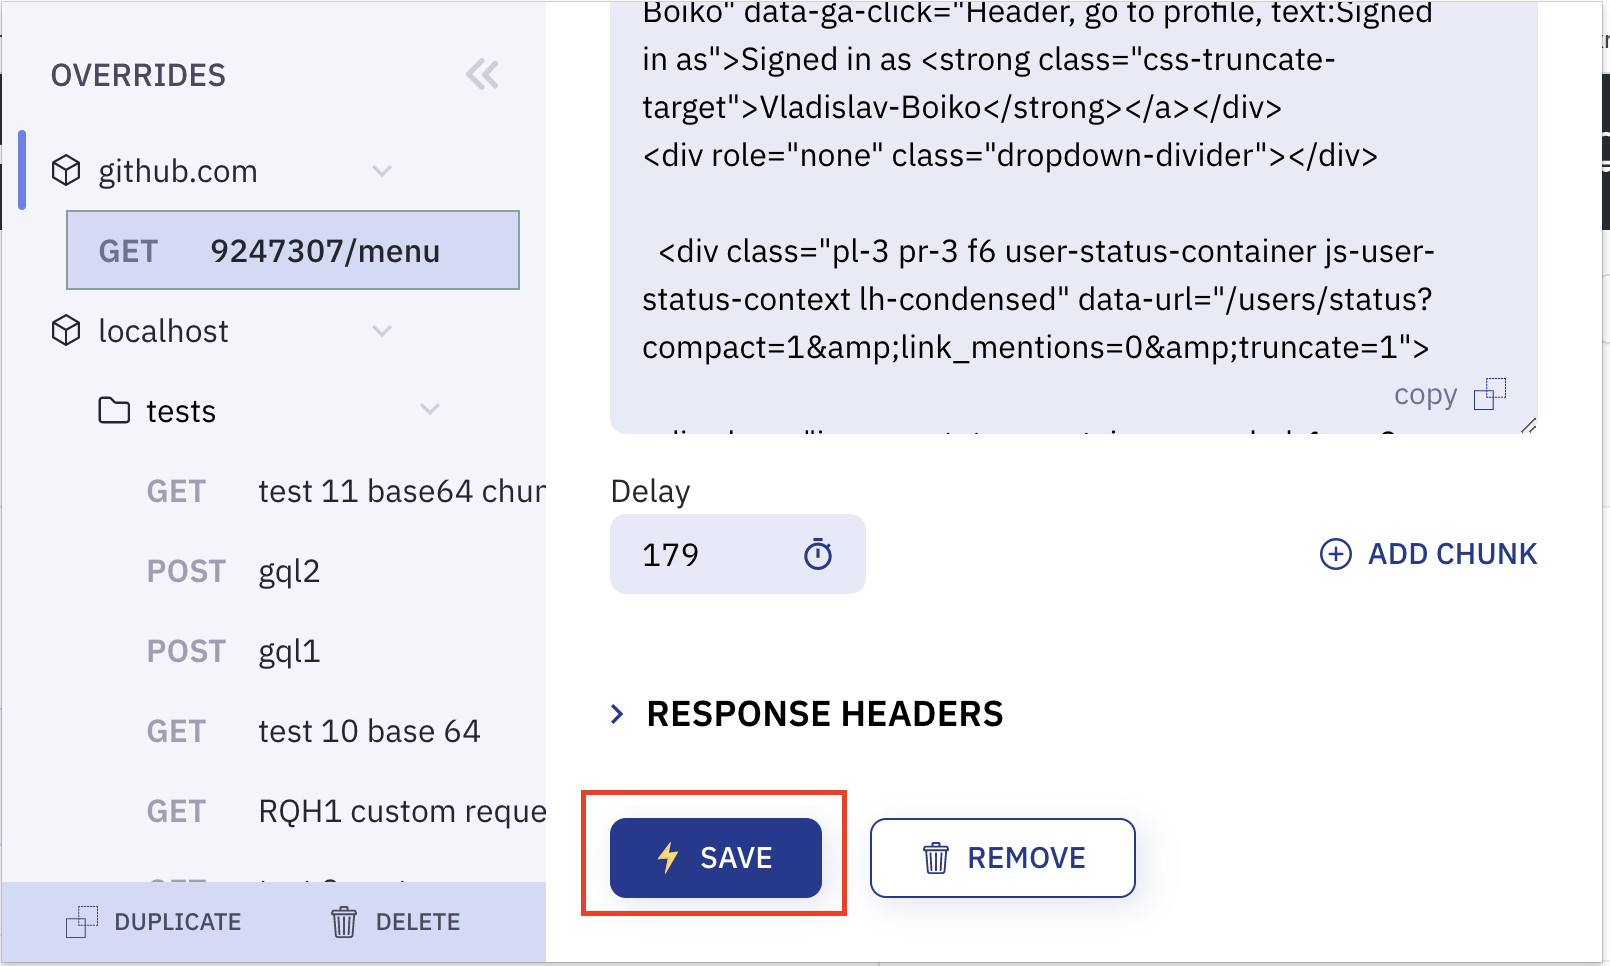 OVERRIDES
github.com
GET 9247307/menu
localhost
tests
GET test 11 base64 chun
POST gql2
POST gql1
GET test 10 base 64
GET RQH1 custom reque
DUPLICATE
DELETE
Boiko" data-ga-click="Header, go to profile, text:Signed
in as">Signed in as <strong class="css-truncate-
target">Vladislav-Boiko</strong></a></div>
<div role="none" class="dropdown-divider"></div>
<div class="pl-3 pr-3 f6 user-status-container js-user-
status-context lh-condensed" data-url="/users/status?
compact=1&amp;link_mentions=0&amp;truncate=1">
copy
Delay
179
ADD CHUNK
RESPONSE HEADERS
SAVE
REMOVE